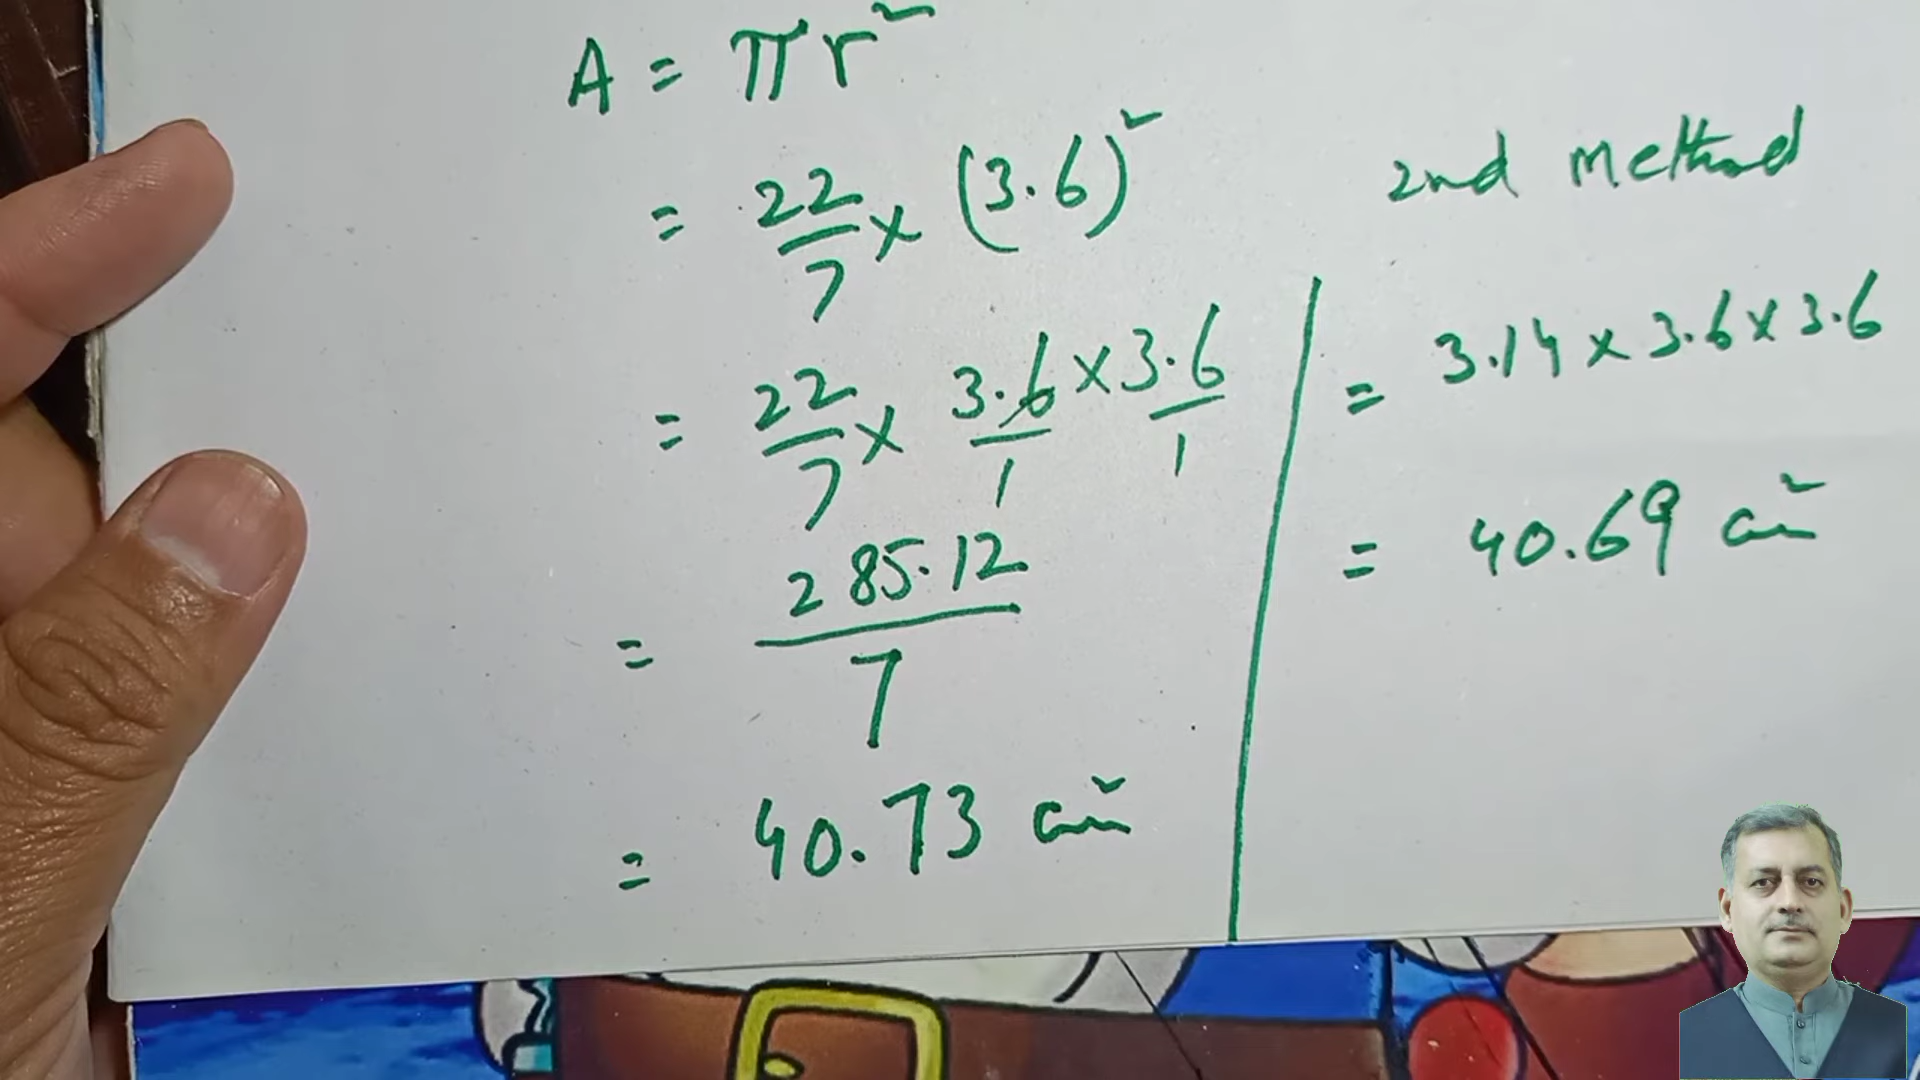 A = πr²
= 22/7 × (3.6)²
= 22/7 × 3.6/1 × 3.6/1
= 285.12/7
= 40.73 cm²
2nd Method
= 3.14 × 3.6 × 3.6
= 40.69 cm²